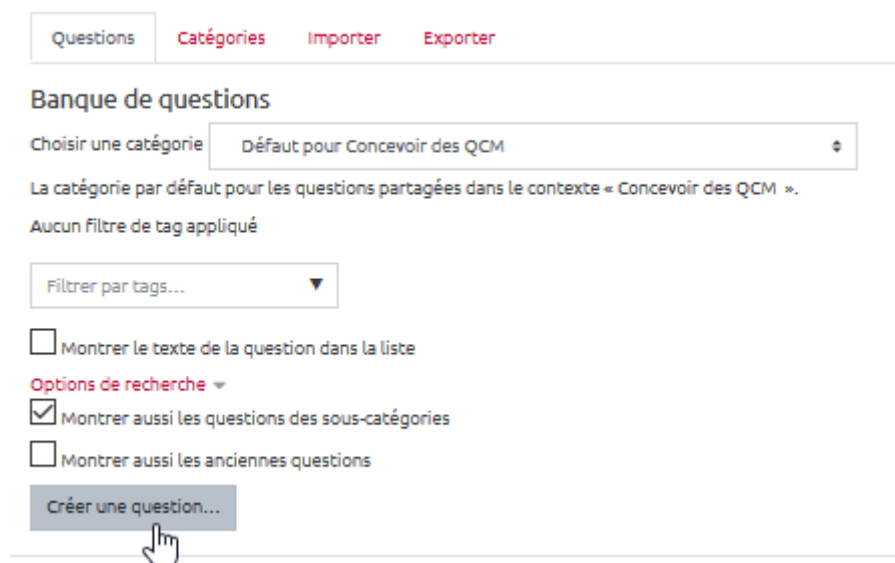 Questions Catégories Importer Exporter
Banque de questions
Choisir une catégorie Défaut pour Concevoir des QCM
La catégorie par défaut pour les questions partagées dans le contexte « Concevoir des QCM  ».
Aucun filtre de tag appliqué
Filtrer par tags...
Montrer le texte de la question dans la liste
Options de recherche
Montrer aussi les questions des sous-catégories
Montrer aussi les anciennes questions
Créer une question...